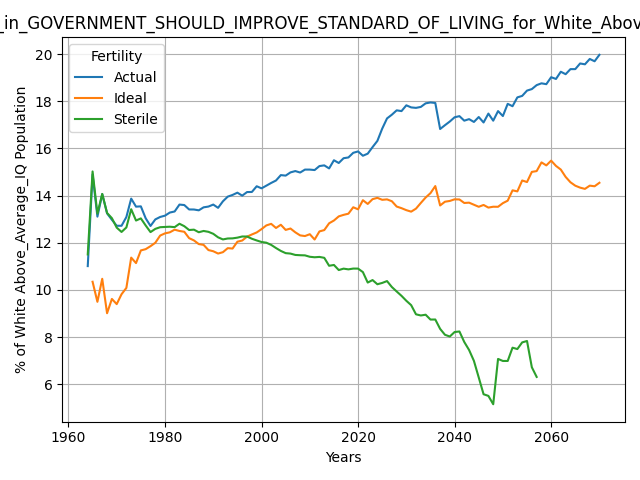 _in_GOVERNMENT_SHOULD_IMPROVE_STANDARD_OF_LIVING_for_White_Abov
Fertility
Actual
Ideal
Sterile
% of White Above_Average_IQ Population
20
18
16
14
12
10
8
6
1960
1980
2000
2020
2040
2060
Years